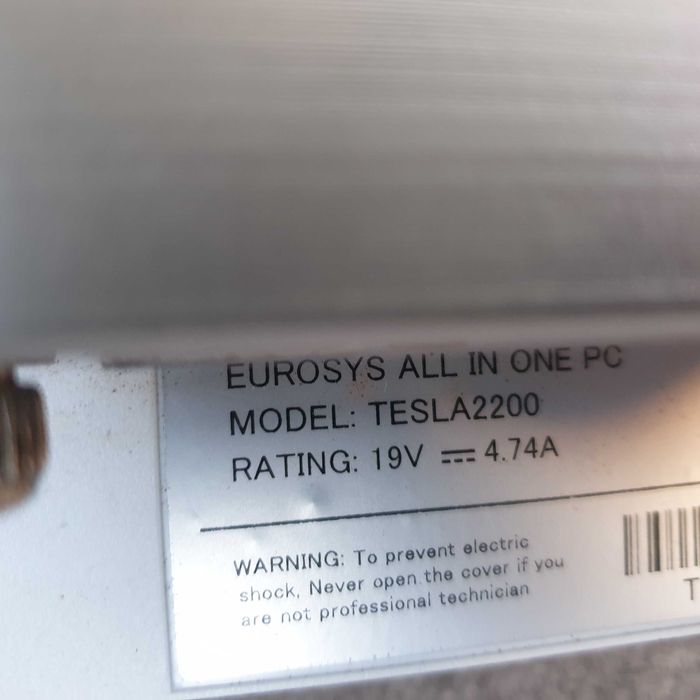 EUROSYS ALL IN ONE PC
MODEL: TESLA2200
RATING: 19V ⎓ 4.74A
WARNING: To prevent electric
shock, Never open the cover if you
are not professional technician
T